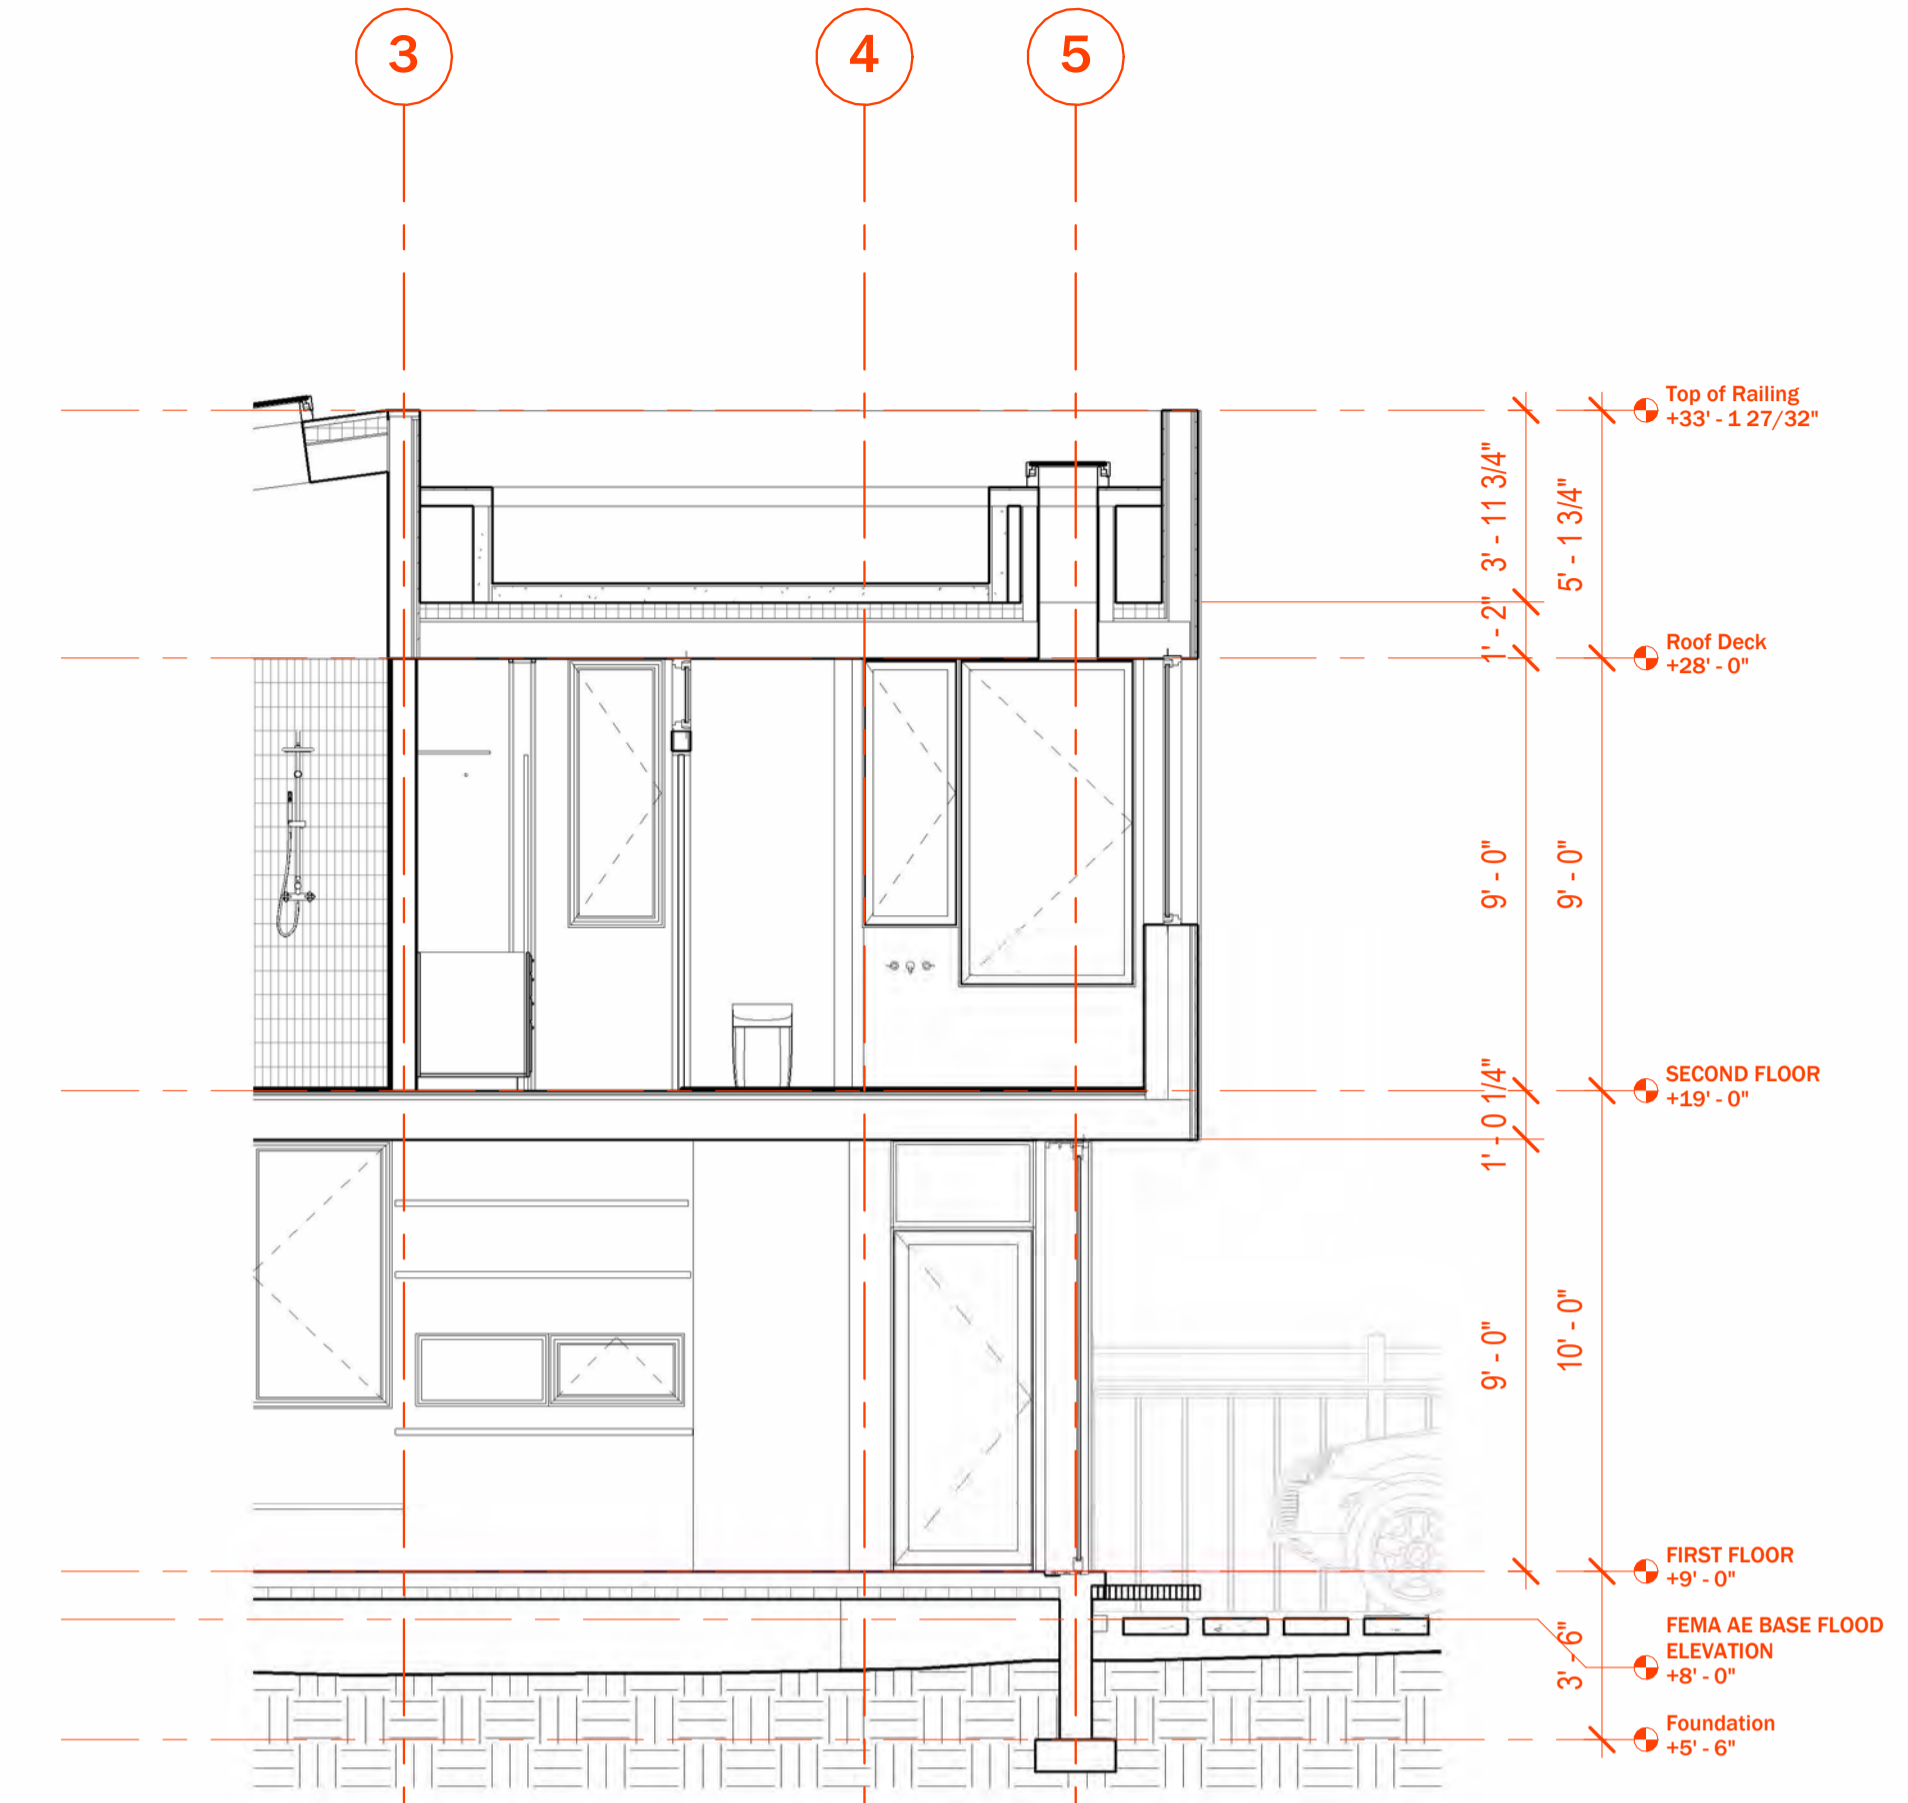 3
4
5
Top of Railing
+33' - 1 27/32"
3' - 11 3/4"
5' - 1 3/4"
1' - 2"
Roof Deck
+28' - 0"
9' - 0"
9' - 0"
SECOND FLOOR
+19' - 0"
1' - 0 1/4"
9' - 0"
10' - 0"
FIRST FLOOR
+9' - 0"
3' - 6"
FEMA AE BASE FLOOD
ELEVATION
+8' - 0"
Foundation
+5' - 6"